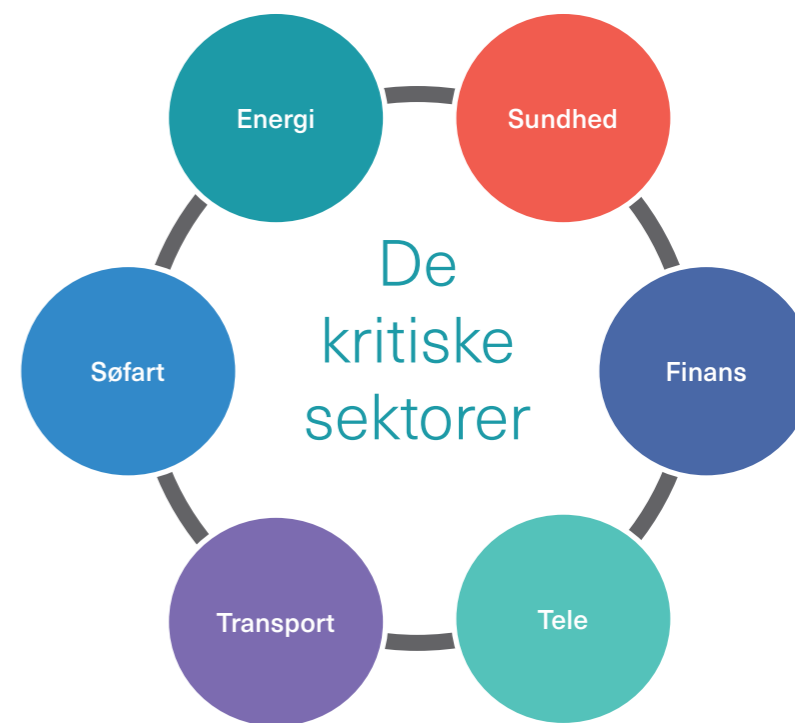 Energi
Sundhed
De
kritiske
sektorer
Søfart
Finans
Transport
Tele